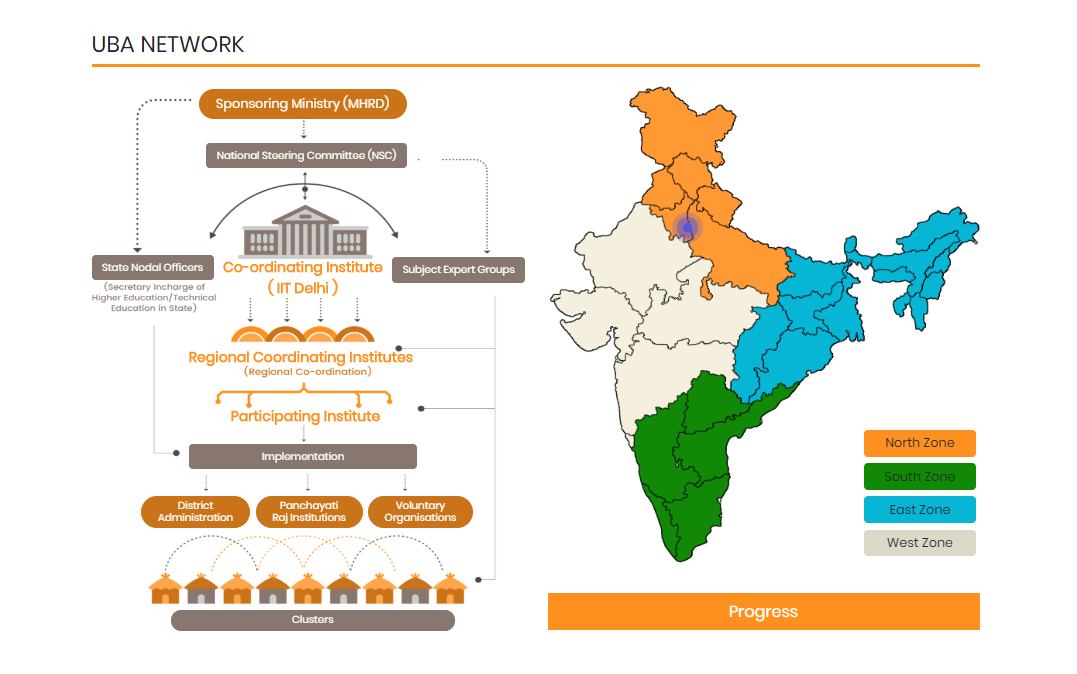 UBA NETWORK
Sponsoring Ministry (MHRD)
National Steering Committee (NSC)
State Nodal Officers
(Secretary Incharge of
Higher Education/Technical
Education in State)
Co-ordinating Institute
( IIT Delhi )
Subject Expert Groups
Regional Coordinating Institutes
(Regional Co-ordination)
Participating Institute
Implementation
District
Administration
Panchayati
Raj Institutions
Voluntary
Organisations
Clusters
North Zone
South Zone
East Zone
West Zone
Progress